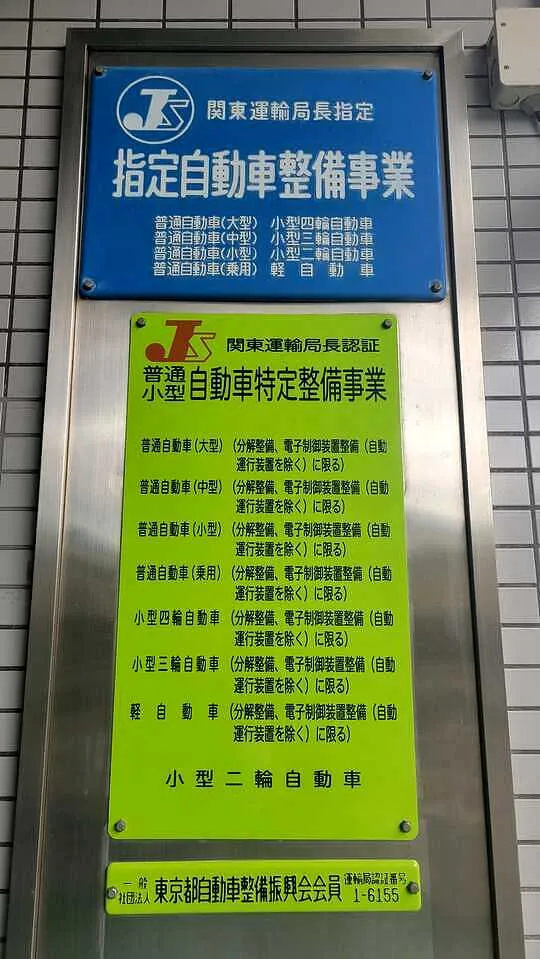 JS 関東運輸局長指定
指定自動車整備事業
普通自動車(大型) 小型四輪自動車
普通自動車(中型) 小型三輪自動車
普通自動車(小型) 小型二輪自動車
普通自動車(乗用) 軽自動車
JS 関東運輸局長認証
普通小型自動車特定整備事業
普通自動車(大型) (分解整備、電子制御装置整備(自動
運行装置を除く)に限る)
普通自動車(中型) (分解整備、電子制御装置整備(自動
運行装置を除く)に限る)
普通自動車(小型) (分解整備、電子制御装置整備(自動
運行装置を除く)に限る)
普通自動車(乗用) (分解整備、電子制御装置整備(自動
運行装置を除く)に限る)
小型四輪自動車 (分解整備、電子制御装置整備(自動
運行装置を除く)に限る)
小型三輪自動車 (分解整備、電子制御装置整備(自動
運行装置を除く)に限る)
軽自動車 (分解整備、電子制御装置整備(自動
運行装置を除く)に限る)
小型二輪自動車
一般社団法人 東京都自動車整備振興会会員 運輸局認証番号 1-6155